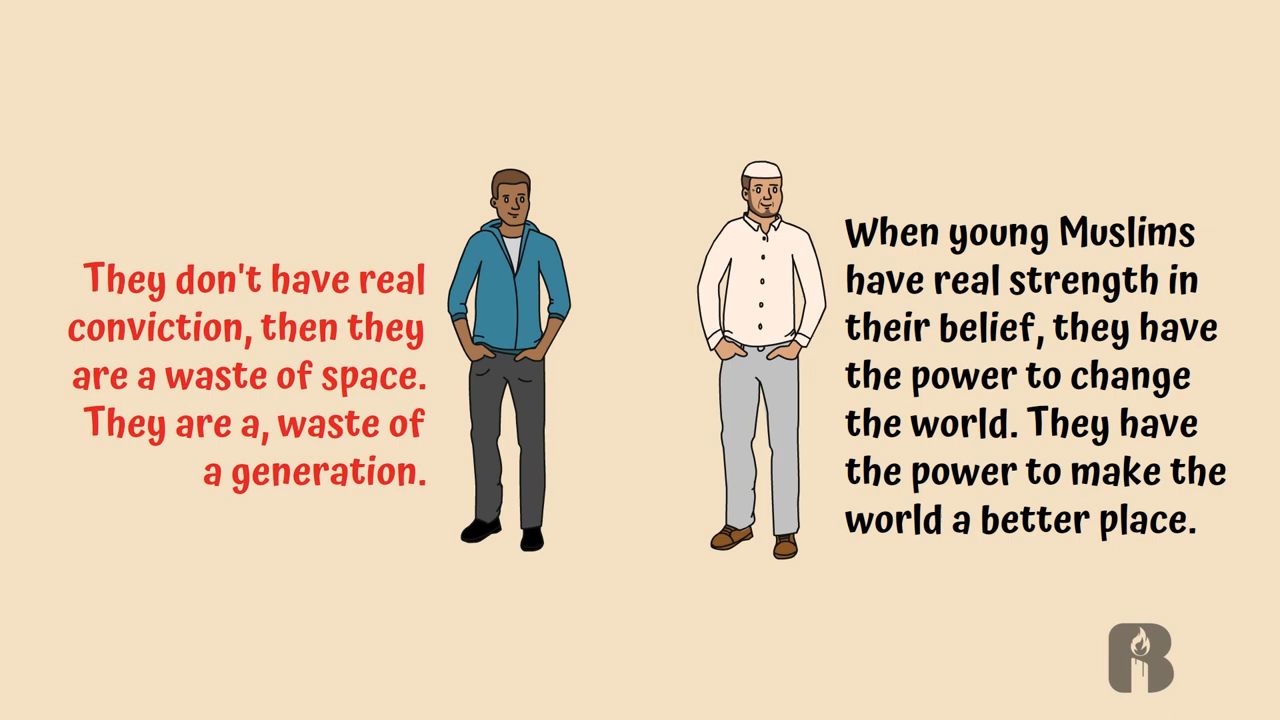 They don't have real
conviction, then they
are a waste of space.
They are a, waste of
a generation.
When young Muslims
have real strength in
their belief, they have
the power to change
the world. They have
the power to make the
world a better place.
B